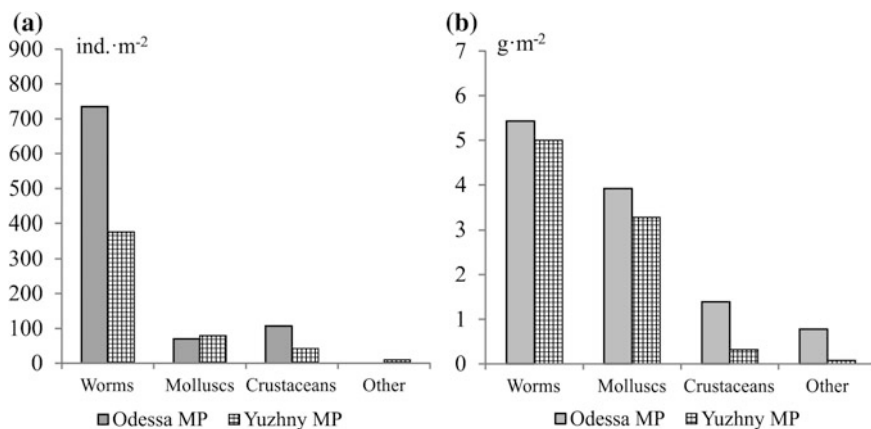 (a)
ind.·m-2
900
800
700
600
500
400
300
200
100
0
Worms Molluscs Crustaceans Other
Odessa MP Yuzhny MP
(b)
g·m-2
7
6
5
4
3
2
1
0
Worms Molluscs Crustaceans Other
Odessa MP Yuzhny MP